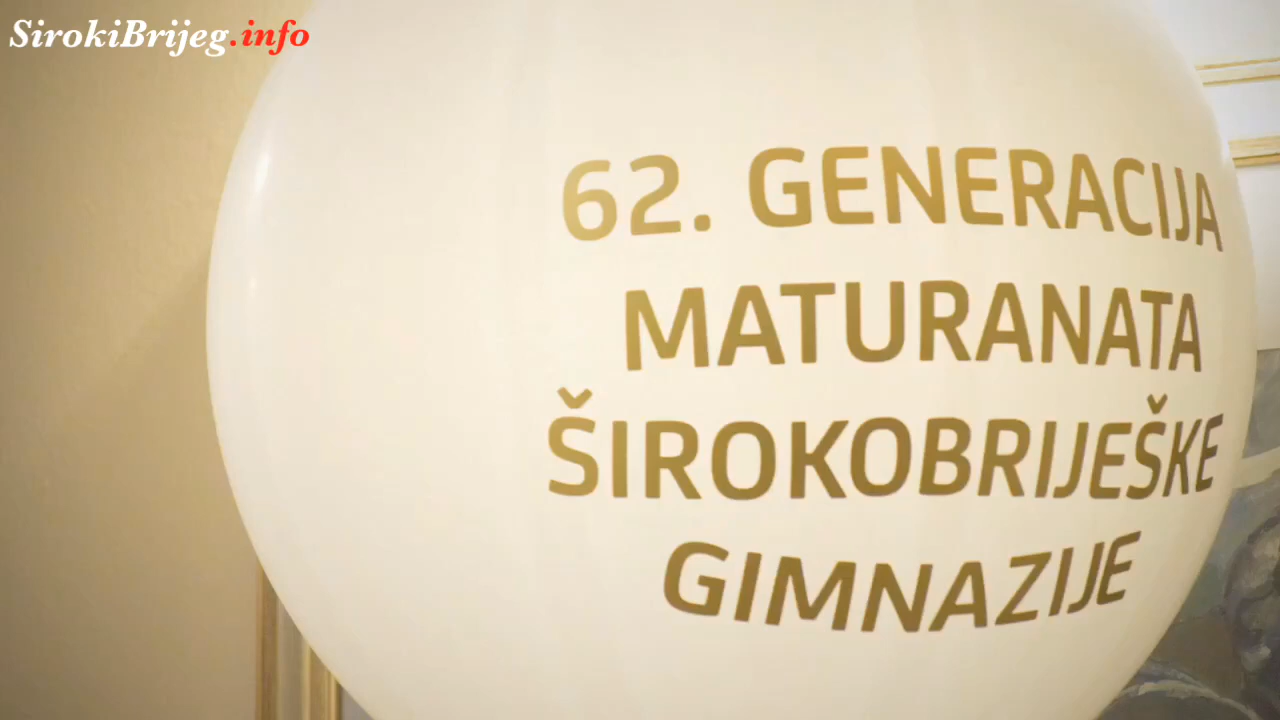 SirokiBrijeg.info
62. GENERACIJA
MATURANATA
ŠIROKOBRIJEŠKE
GIMNAZIJE